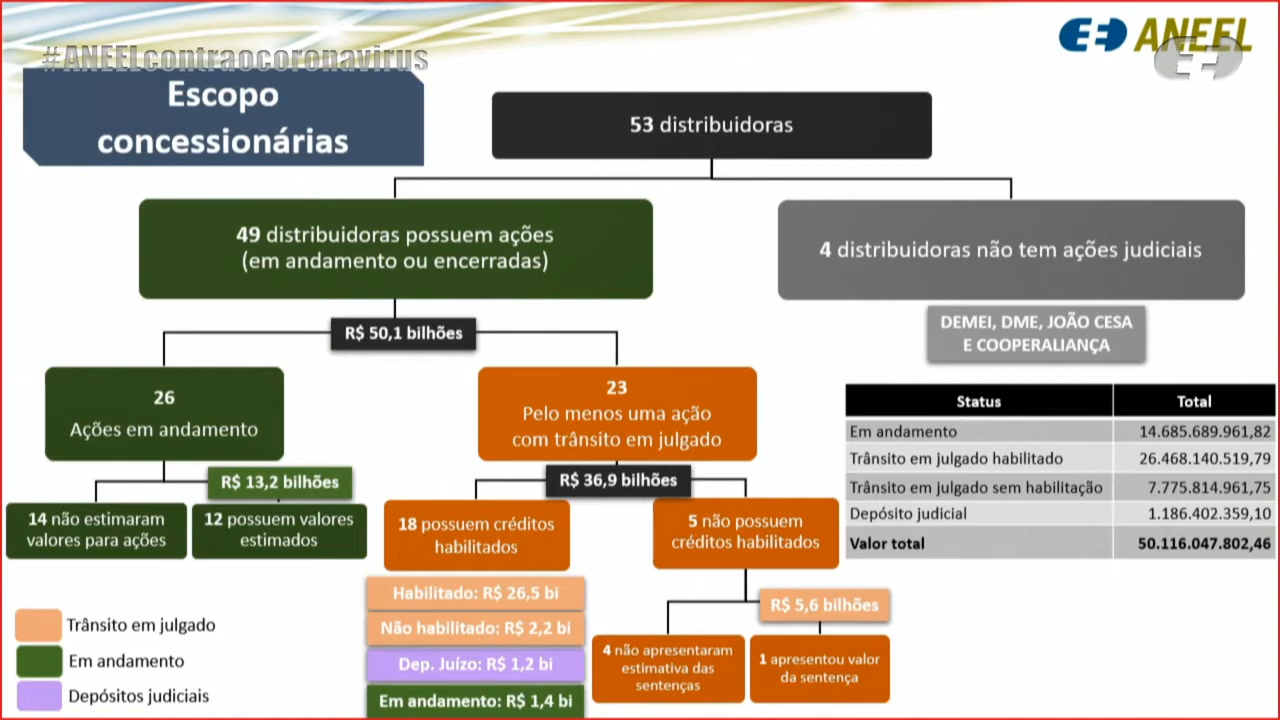 #ANEELcontraocoronavirus
ANEEL
Escopo
concessionárias
53 distribuidoras
49 distribuidoras possuem ações
(em andamento ou encerradas)
4 distribuidoras não tem ações judiciais
R$ 50,1 bilhões
DEMEI, DME, JOÃO CESA
E COOPERALIANÇA
26
Ações em andamento
23
Pelo menos uma ação
com trânsito em julgado
R$ 13,2 bilhões
R$ 36,9 bilhões
14 não estimaram
valores para ações
12 possuem valores
estimados
18 possuem créditos
habilitados
5 não possuem
créditos habilitados
Habilitado: R$ 26,5 bi
Não habilitado: R$ 2,2 bi
Dep. Juízo: R$ 1,2 bi
Em andamento: R$ 1,4 bi
R$ 5,6 bilhões
4 não apresentaram
estimativa das
sentenças
1 apresentou valor
da sentença
Status Total
Em andamento 14.685.689.961,82
Trânsito em julgado habilitado 26.468.140.519,79
Trânsito em julgado sem habilitação 7.775.814.961,75
Depósito judicial 1.186.402.359,10
Valor total 50.116.047.802,46
Trânsito em julgado
Em andamento
Depósitos judiciais